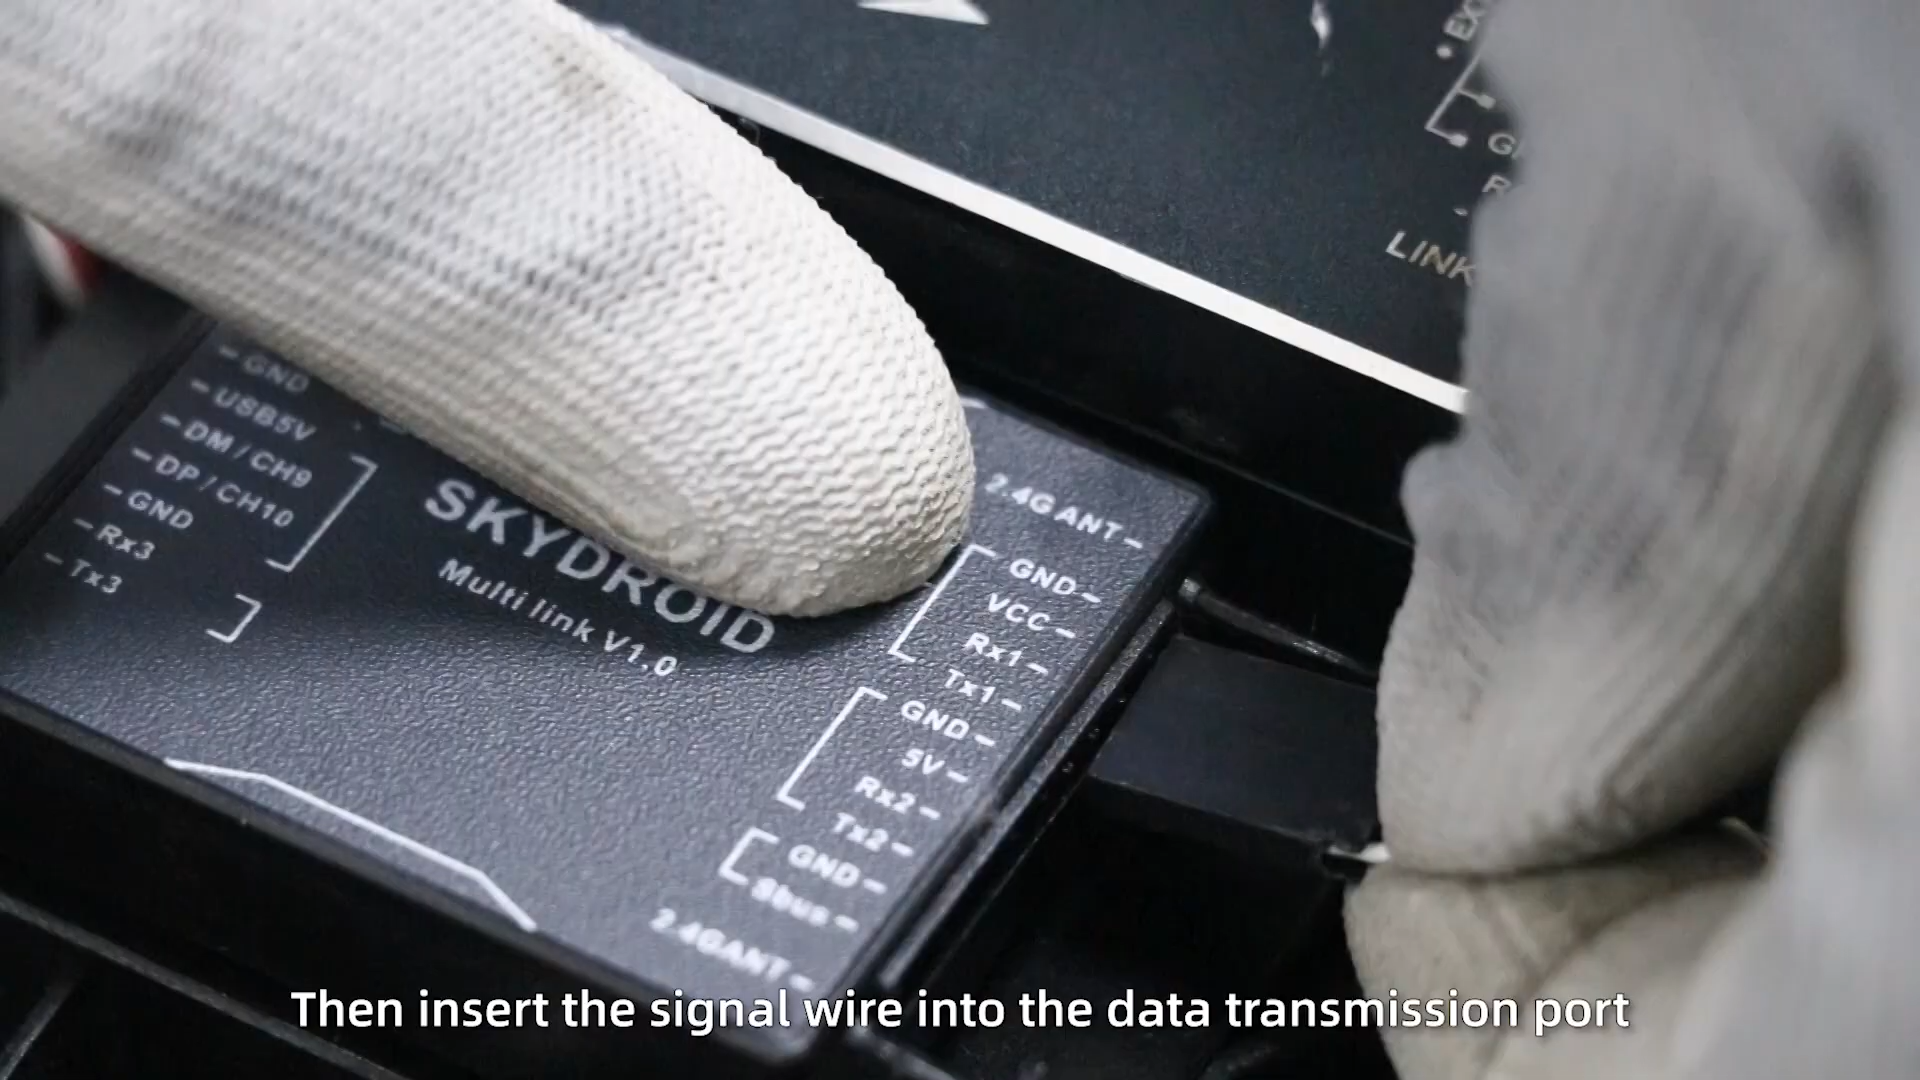 LINK
GND
USB5V
DM / CH9
DP / CH10
GND
Rx3
Tx3
SKYDROID
Multi link V1.0
2.4GANT
GND
VCC
Rx1
Tx1
GND
5V
Rx2
Tx2
GND
Sbus
2.4GANT
Then insert the signal wire into the data transmission port